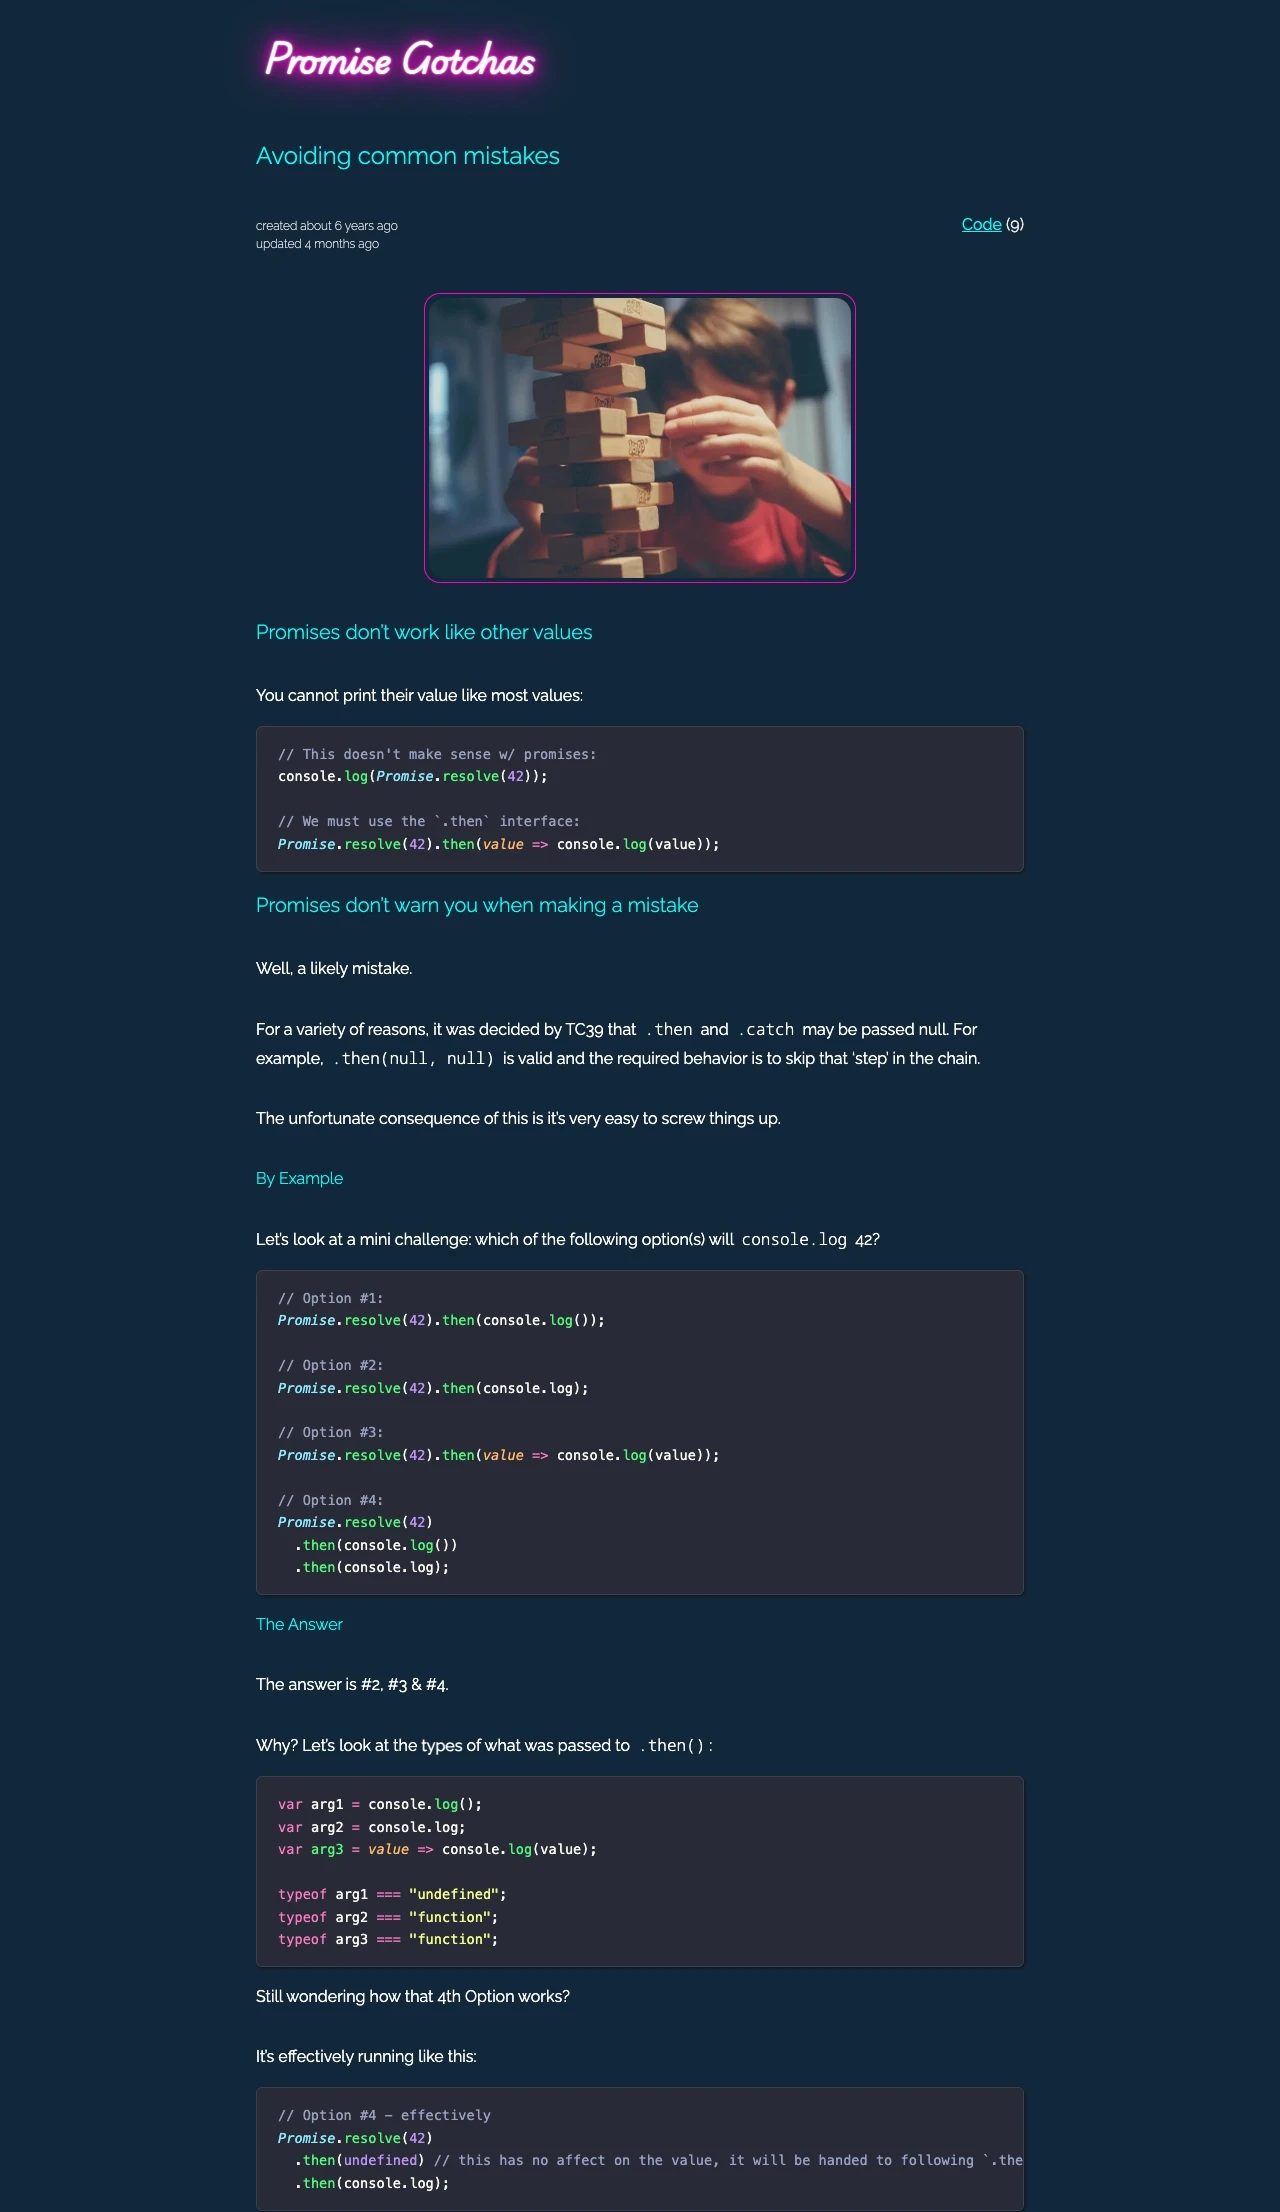 Promise Gotchas
Avoiding common mistakes
created about 6 years ago
updated 4 months ago
Code (9)
Promises don’t work like other values
You cannot print their value like most values:
// This doesn't make sense w/ promises:
console.log(Promise.resolve(42));
// We must use the `.then` interface:
Promise.resolve(42).then(value => console.log(value));
Promises don’t warn you when making a mistake
Well, a likely mistake.
For a variety of reasons, it was decided by TC39 that .then and .catch may be passed null. For
example, .then(null, null) is valid and the required behavior is to skip that ‘step’ in the chain.
The unfortunate consequence of this is it’s very easy to screw things up.
By Example
Let’s look at a mini challenge: which of the following option(s) will console.log 42?
// Option #1:
Promise.resolve(42).then(console.log());
// Option #2:
Promise.resolve(42).then(console.log);
// Option #3:
Promise.resolve(42).then(value => console.log(value));
// Option #4:
Promise.resolve(42)
  .then(console.log())
  .then(console.log);
The Answer
The answer is #2, #3 & #4.
Why? Let’s look at the types of what was passed to .then() :
var arg1 = console.log();
var arg2 = console.log;
var arg3 = value => console.log(value);
typeof arg1 === "undefined";
typeof arg2 === "function";
typeof arg3 === "function";
Still wondering how that 4th Option works?
It’s effectively running like this:
// Option #4 - effectively
Promise.resolve(42)
  .then(undefined) // this has no affect on the value, it will be handed to following `.the
  .then(console.log);